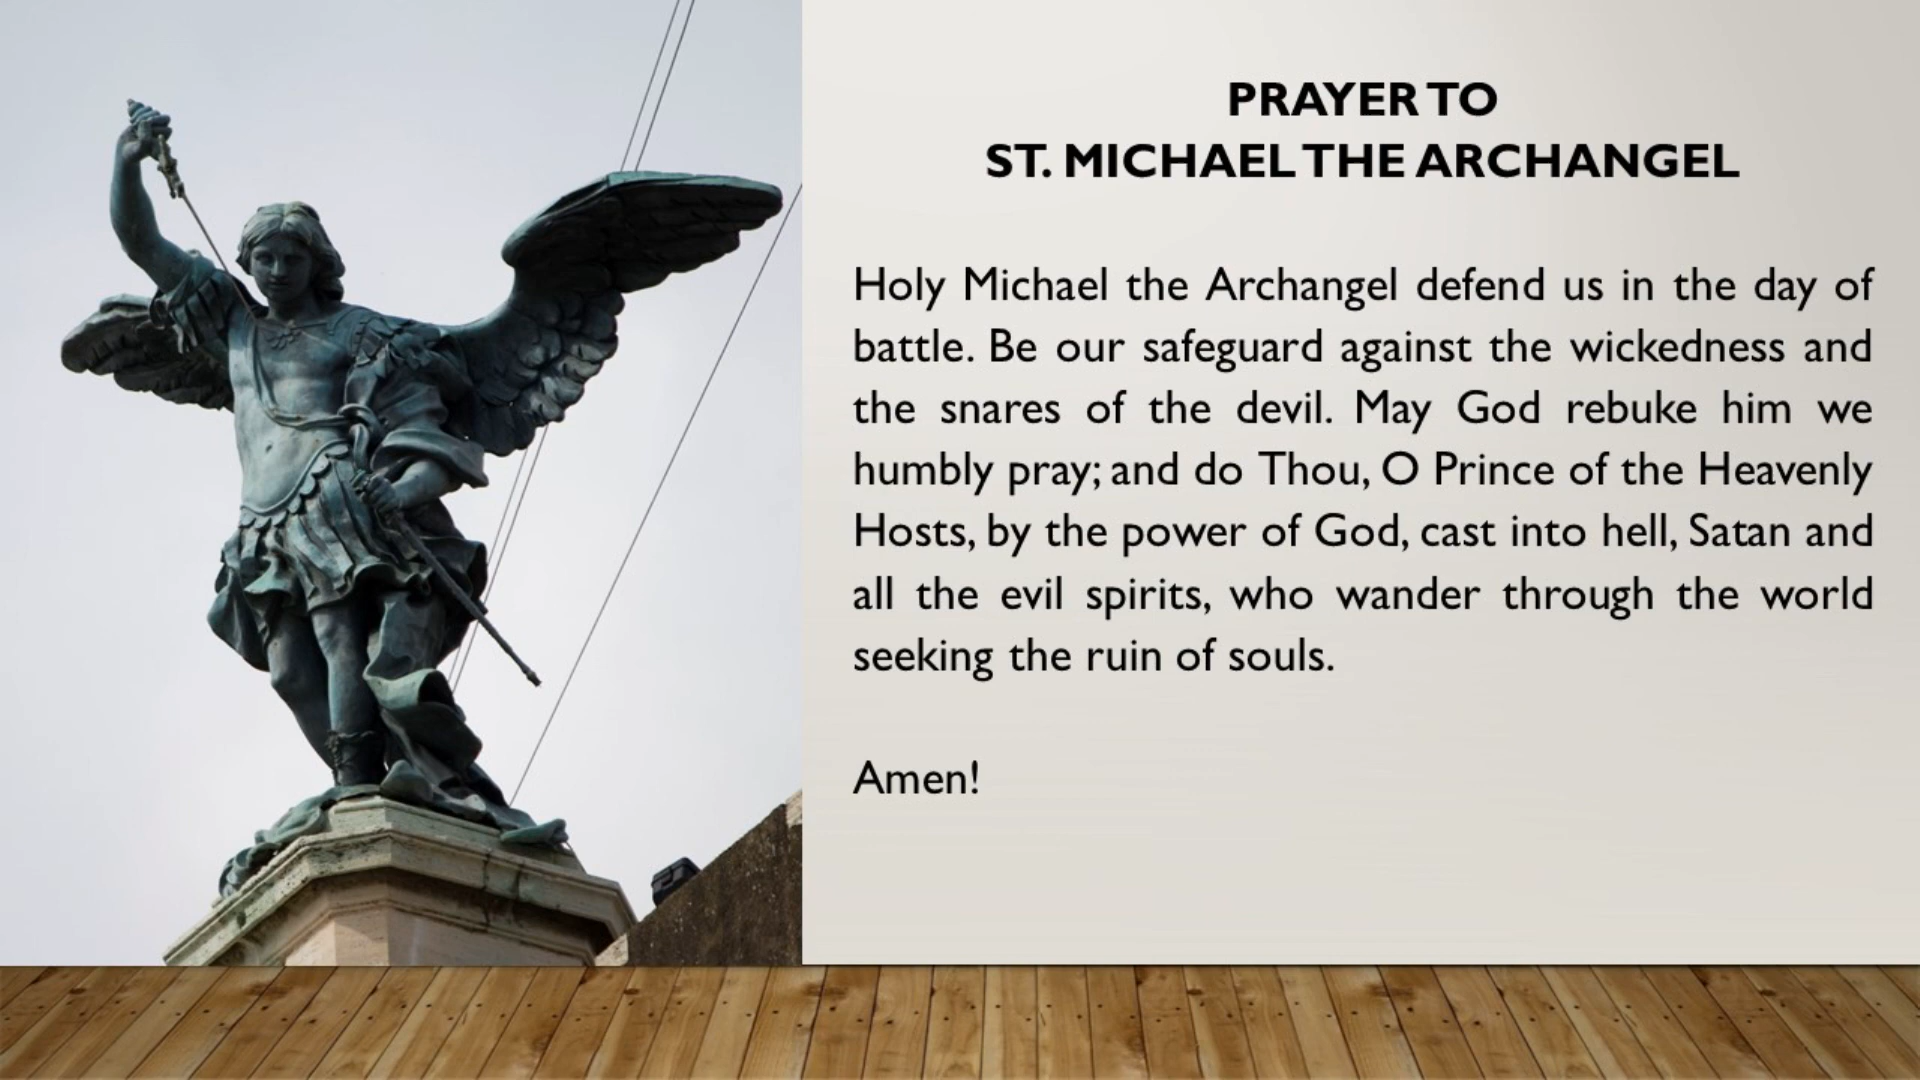 PRAYER TO
ST. MICHAEL THE ARCHANGEL
Holy Michael the Archangel defend us in the day of
battle. Be our safeguard against the wickedness and
the snares of the devil. May God rebuke him we
humbly pray; and do Thou, O Prince of the Heavenly
Hosts, by the power of God, cast into hell, Satan and
all the evil spirits, who wander through the world
seeking the ruin of souls.
Amen!